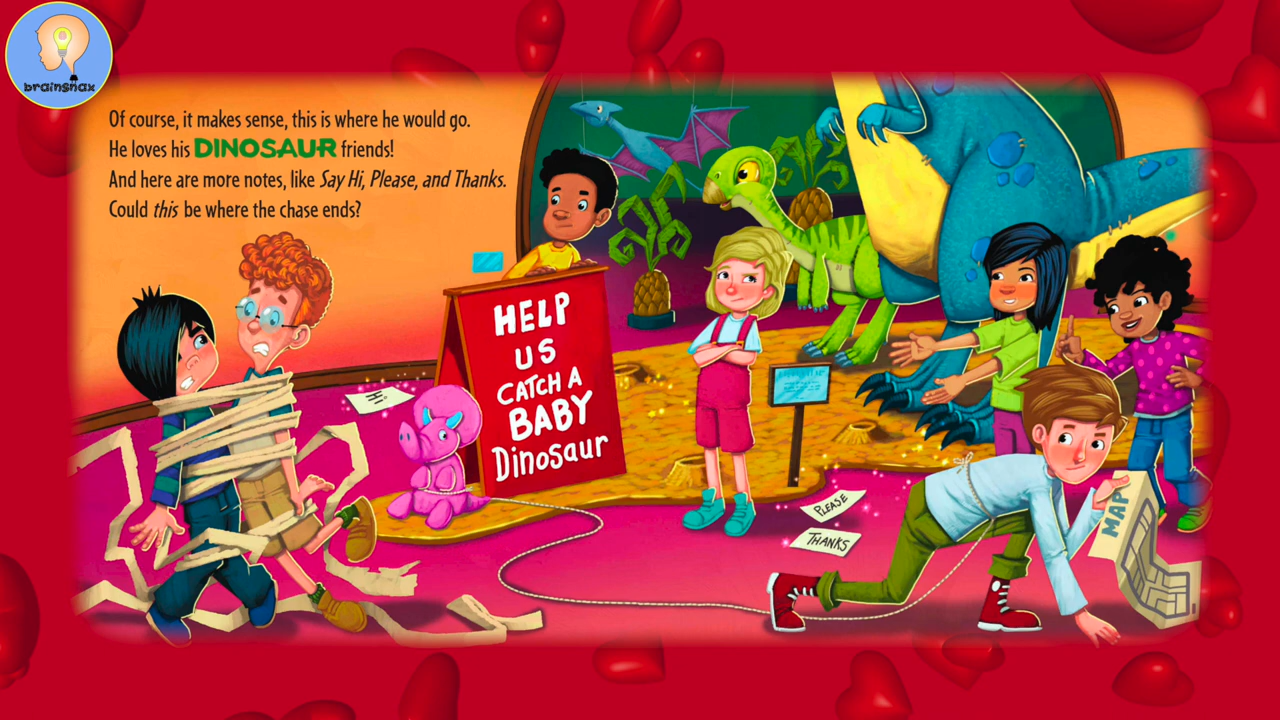 brainsnax
Of course, it makes sense, this is where he would go.
He loves his DINOSAUR friends!
And here are more notes, like Say Hi, Please, and Thanks.
Could this be where the chase ends?
HELP
US
CATCH A
BABY
Dinosaur
Hi
PLEASE
THANKS
MAP